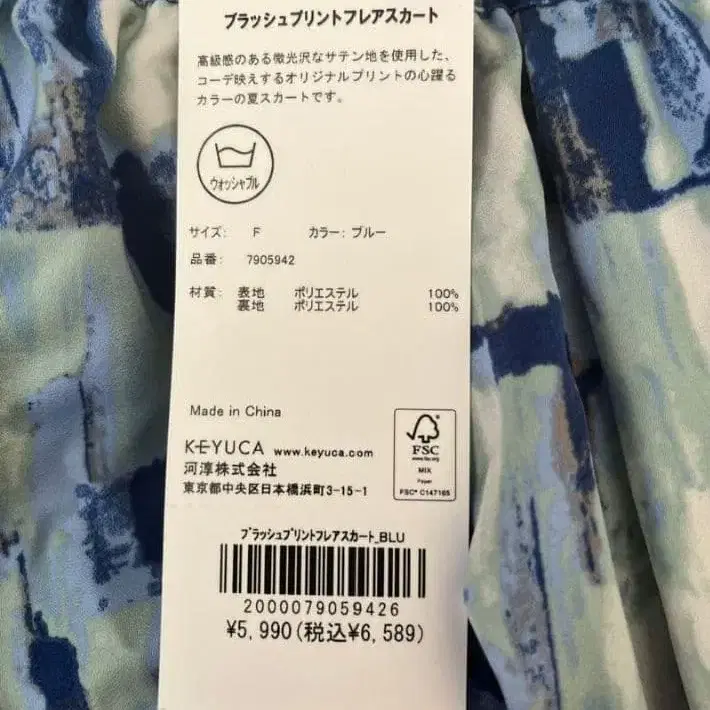 ブラッシュプリントフレアスカート
高級感のある微光沢なサテン地を使用した、
コーデ映えするオリジナルプリントの心躍る
カラーの夏スカートです。
ウォッシャブル
サイズ: F カラー: ブルー
品番: 7905942
材質: 表地 ポリエステル 100%
裏地 ポリエステル 100%
Made in China
KEYUCA www.keyuca.com
河淳株式会社
東京都中央区日本橋浜町3-15-1
FSC
www.fsc.org
MIX
Paper
FSC® C147165
ブラッシュプリントフレアスカート_BLU
2000079059426
¥5,990(税込¥6,589)